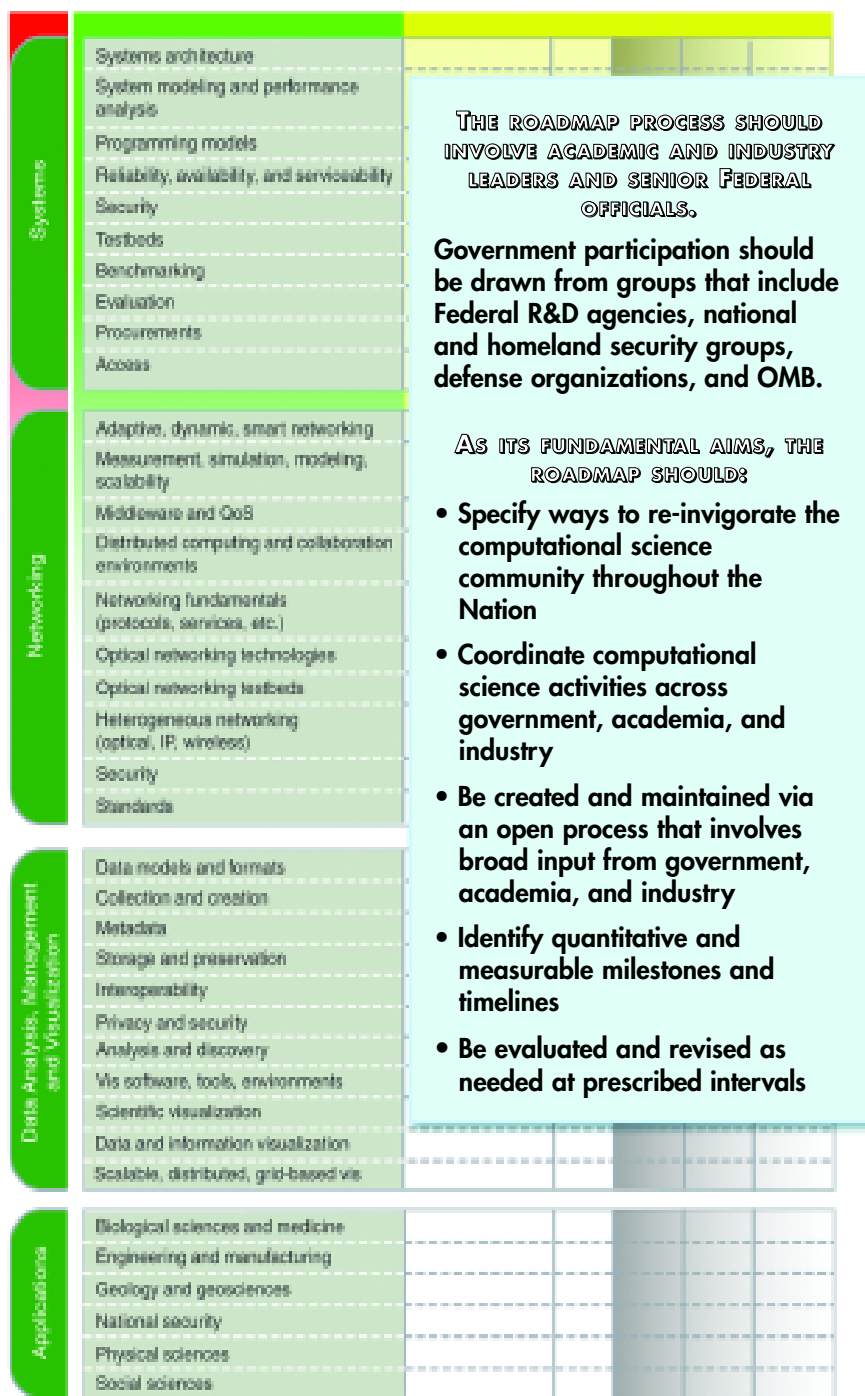 Systems
Systems architecture
System modeling and performance
analysis
Programming models
Reliability, availability, and serviceability
Security
Testbeds
Benchmarking
Evaluation
Procurements
Access
Networking
Adaptive, dynamic, smart networking
Measurement, simulation, modeling,
scalability
Middleware and QoS
Distributed computing and collaboration
environments
Networking fundamentals
(protocols, services, etc.)
Optical networking technologies
Optical networking testbeds
Heterogeneous networking
(optical, IP, wireless)
Security
Standards
Data Analysis, Management
and Visualization
Data models and formats
Collection and creation
Metadata
Storage and preservation
Interoperability
Privacy and security
Analysis and discovery
Vis software, tools, environments
Scientific visualization
Data and information visualization
Scalable, distributed, grid-based vis
Applications
Biological sciences and medicine
Engineering and manufacturing
Geology and geosciences
National security
Physical sciences
Social sciences
The roadmap process should
involve academic and industry
leaders and senior Federal
officials.
Government participation should
be drawn from groups that include
Federal R&D agencies, national
and homeland security groups,
defense organizations, and OMB.
As its fundamental aims, the
roadmap should:
• Specify ways to re-invigorate the
computational science
community throughout the
Nation
• Coordinate computational
science activities across
government, academia, and
industry
• Be created and maintained via
an open process that involves
broad input from government,
academia, and industry
• Identify quantitative and
measurable milestones and
timelines
• Be evaluated and revised as
needed at prescribed intervals